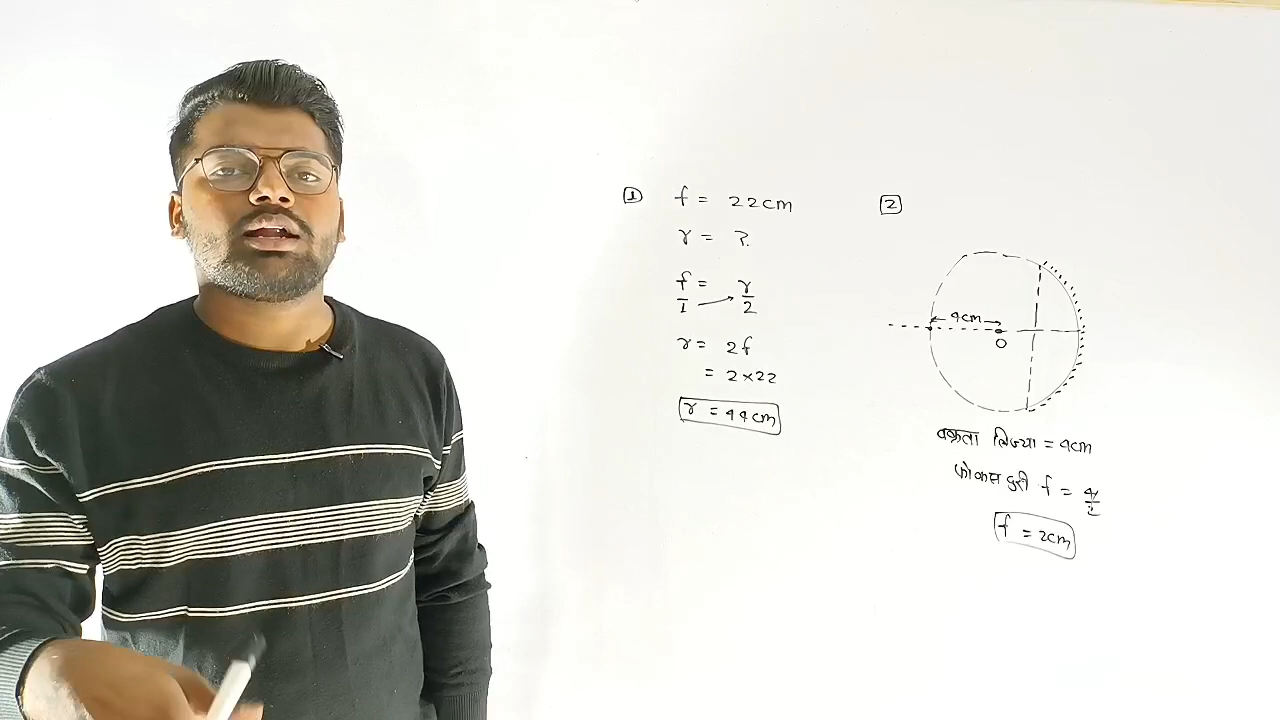 1 f = 22cm
r = ?
f/1 = r/2
r = 2f
= 2×22
r = 44cm
2
4cm
O
वक्रता त्रिज्या = 4cm
फोकस दुरी f = 4/2
f = 2cm